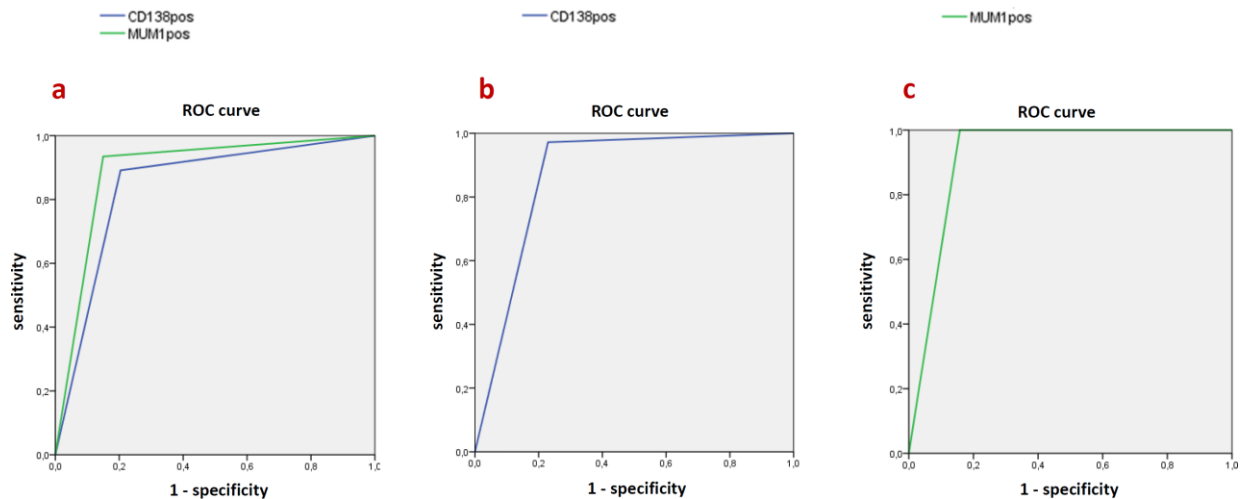 CD138pos
MUM1pos
a
ROC curve
1,0
0,8
0,6
0,4
0,2
0,0
sensitivity
0,0 0,2 0,4 0,6 0,8 1,0
1 - specificity
CD138pos
b
ROC curve
1,0
0,8
0,6
0,4
0,2
0,0
sensitivity
0,0 0,2 0,4 0,6 0,8 1,0
1 - specificity
MUM1pos
c
ROC curve
1,0
0,8
0,6
0,4
0,2
0,0
sensitivity
0,0 0,2 0,4 0,6 0,8 1,0
1 - specificity